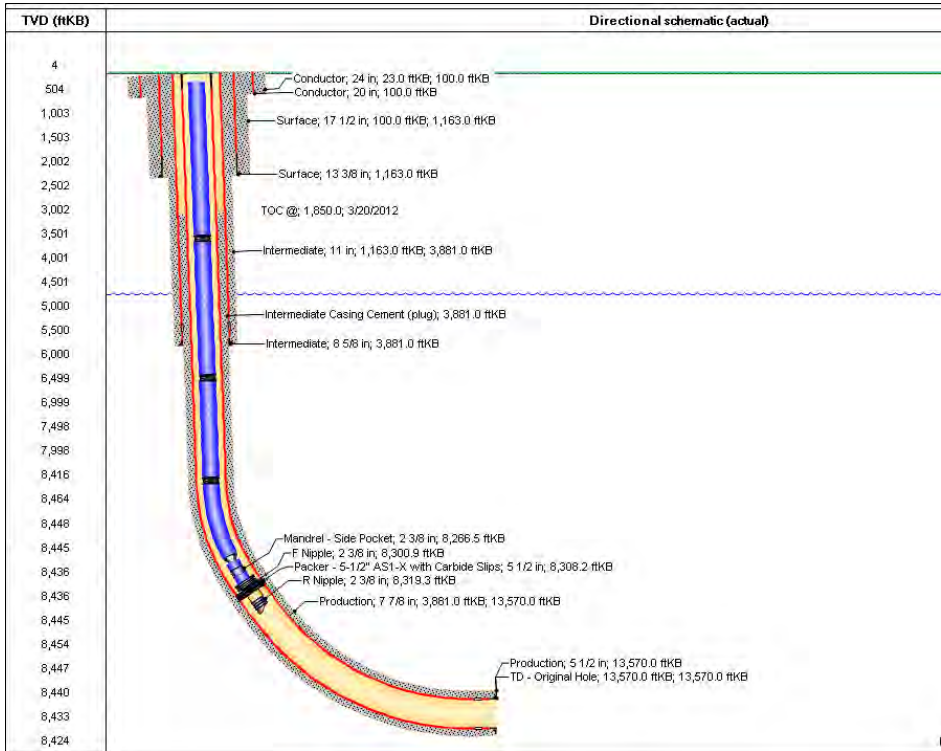 TVD (ftKB)
Directional schematic (actual)
4
504
1,003
1,503
2,002
2,502
3,002
3,501
4,001
4,501
5,000
5,500
6,000
6,499
6,999
7,498
7,998
8,416
8,464
8,448
8,445
8,436
8,436
8,445
8,454
8,447
8,440
8,433
8,424
Conductor; 24 in; 23.0 ftKB; 100.0 ftKB
Conductor; 20 in; 100.0 ftKB
Surface; 17 1/2 in; 100.0 ftKB; 1,163.0 ftKB
Surface; 13 3/8 in; 1,163.0 ftKB
TOC @; 1,850.0; 3/20/2012
Intermediate; 11 in; 1,163.0 ftKB; 3,881.0 ftKB
Intermediate Casing Cement (plug); 3,881.0 ftKB
Intermediate; 8 5/8 in; 3,881.0 ftKB
Mandrel - Side Pocket; 2 3/8 in; 8,266.5 ftKB
F Nipple; 2 3/8 in; 8,300.9 ftKB
Packer - 5-1/2" AS1-X with Carbide Slips; 5 1/2 in; 8,308.2 ftKB
R Nipple; 2 3/8 in; 8,319.3 ftKB
Production; 7 7/8 in; 3,881.0 ftKB; 13,570.0 ftKB
Production; 5 1/2 in; 13,570.0 ftKB
TD - Original Hole; 13,570.0 ftKB; 13,570.0 ftKB